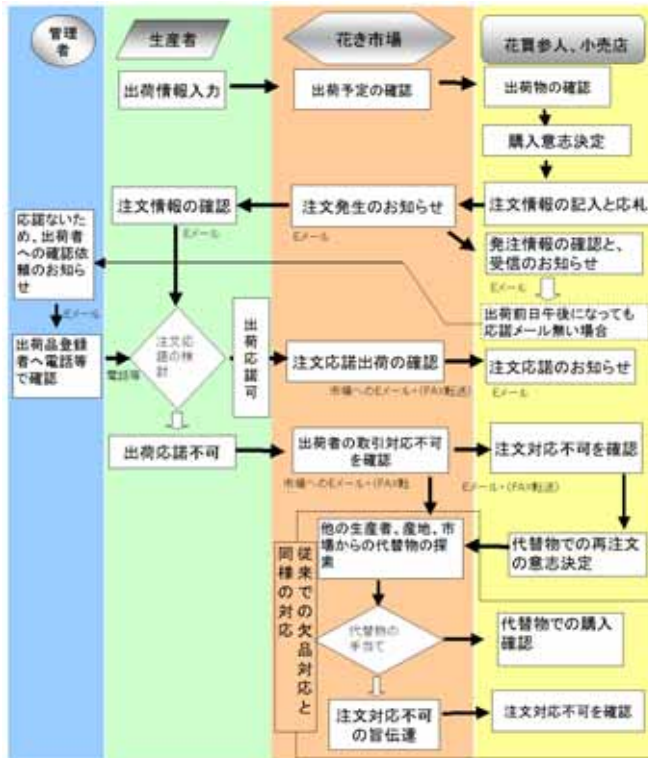 管理
者
生産者
花き市場
花買参人、小売店
出荷情報入力
出荷予定の確認
出荷物の確認
購入意志決定
注文情報の確認
Eメール
注文発生のお知らせ
Eメール
注文情報の記入と応札
応諾ないた
め、出荷者
への確認依
頼のお知ら
せ
Eメール
発注情報の確認と、
受信のお知らせ
Eメール
出荷前日午後になっても
応諾メール無い場合
出荷品登録
者へ電話等
で確認
電話等
注文応
諾の検
討
出荷応諾可
注文応諾出荷の確認
市場へのEメール+(FAX転送)
注文応諾のお知らせ
Eメール
出荷応諾不可
出荷者の取引対応不可
を確認
市場へのEメール+(FAX転
注文対応不可を確認
Eメール+(FAX転送)
従来での欠品対応と
同様の対応
他の生産者、産地、市
場からの代替物の探
索
代替物での再注文
の意志決定
代替物の
手当て
代替物での購入
確認
注文対応不可
の旨伝達
注文対応不可を確認